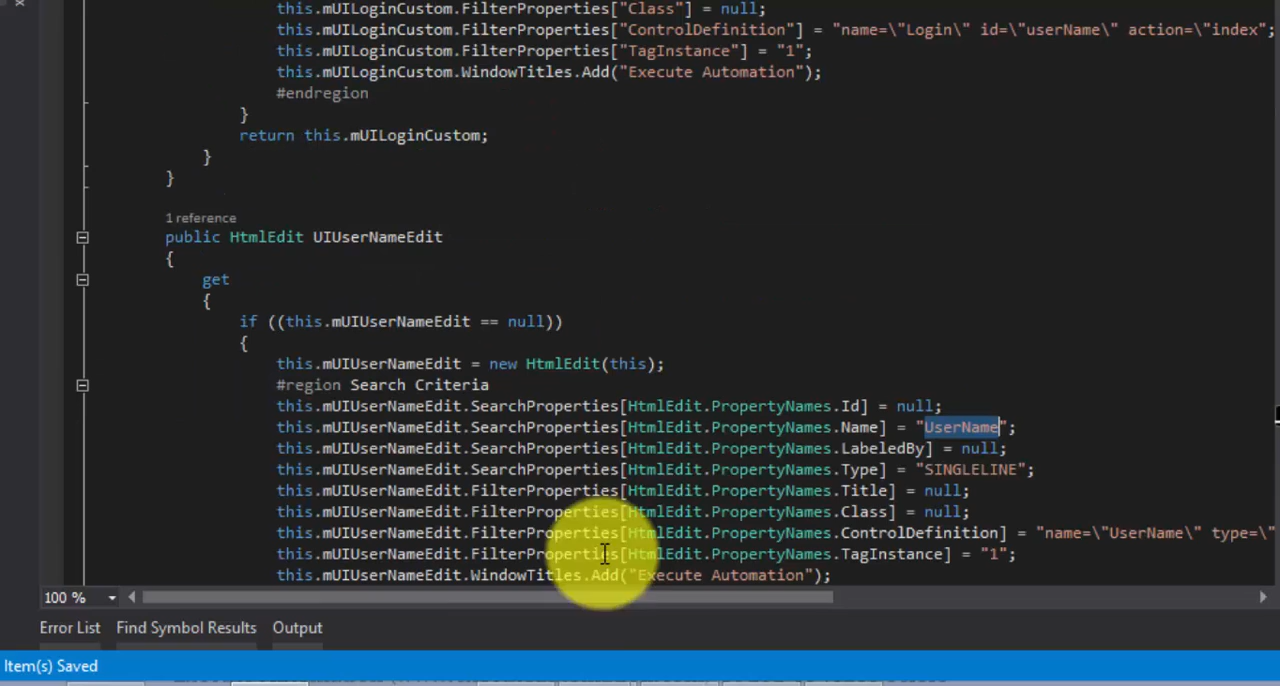 this.mUILoginCustom.FilterProperties["Class"] = null;
this.mUILoginCustom.FilterProperties["ControlDefinition"] = "name=\"Login\" id=\"userName\" action=\"index";
this.mUILoginCustom.FilterProperties["TagInstance"] = "1";
this.mUILoginCustom.WindowTitles.Add("Execute Automation");
#endregion
}
return this.mUILoginCustom;
}
}
1 reference
public HtmlEdit UIUserNameEdit
{
get
{
if ((this.mUIUserNameEdit == null))
{
this.mUIUserNameEdit = new HtmlEdit(this);
#region Search Criteria
this.mUIUserNameEdit.SearchProperties[HtmlEdit.PropertyNames.Id] = null;
this.mUIUserNameEdit.SearchProperties[HtmlEdit.PropertyNames.Name] = "UserName";
this.mUIUserNameEdit.SearchProperties[HtmlEdit.PropertyNames.LabeledBy] = null;
this.mUIUserNameEdit.SearchProperties[HtmlEdit.PropertyNames.Type] = "SINGLELINE";
this.mUIUserNameEdit.FilterProperties[HtmlEdit.PropertyNames.Title] = null;
this.mUIUserNameEdit.FilterProperties[HtmlEdit.PropertyNames.Class] = null;
this.mUIUserNameEdit.FilterProperties[HtmlEdit.PropertyNames.ControlDefinition] = "name=\"UserName\" type=\"
this.mUIUserNameEdit.FilterProperties[HtmlEdit.PropertyNames.TagInstance] = "1";
this.mUIUserNameEdit.WindowTitles.Add("Execute Automation");
100 %
Error List Find Symbol Results Output
Item(s) Saved